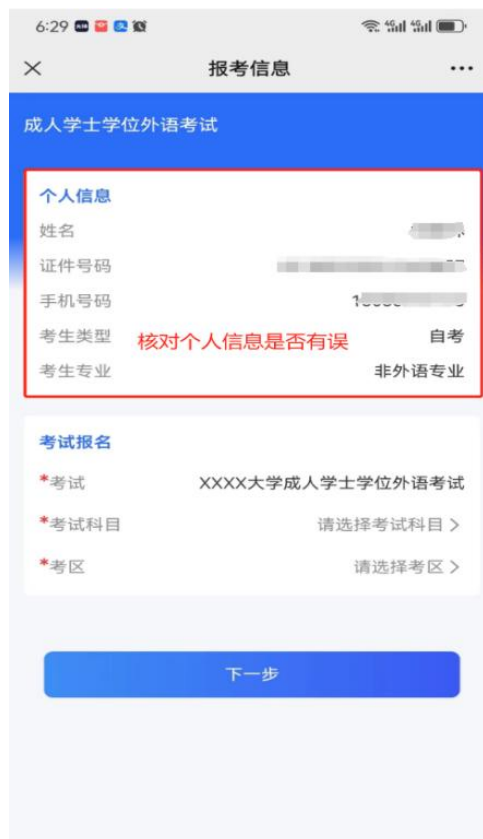 6:29
报考信息
成人学士学位外语考试
个人信息
姓名
证件号码
手机号码
考生类型 自考
核对个人信息是否有误
考生专业 非外语专业
考试报名
*考试 XXXX大学成人学士学位外语考试
*考试科目 请选择考试科目 >
*考区 请选择考区 >
下一步